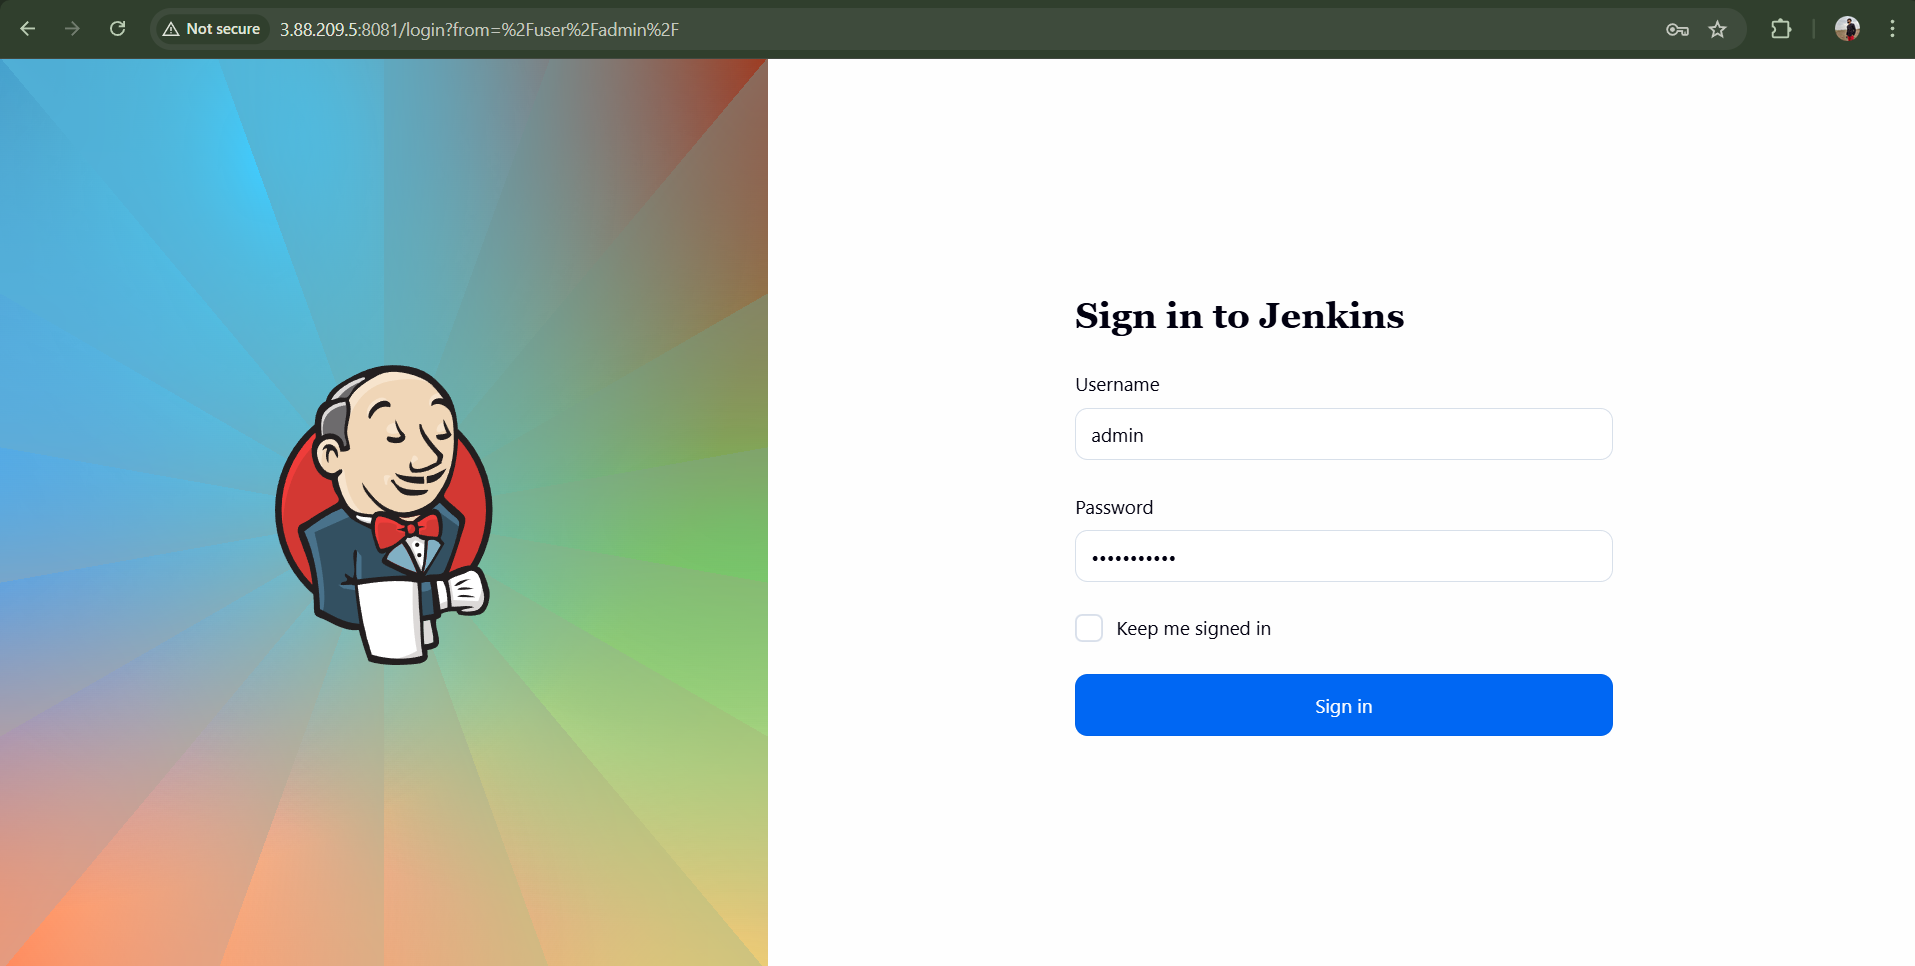 Not secure 3.88.209.5:8081/login?from=%2Fuser%2Fadmin%2F
Sign in to Jenkins
Username
admin
Password
•••••••••••
Keep me signed in
Sign in